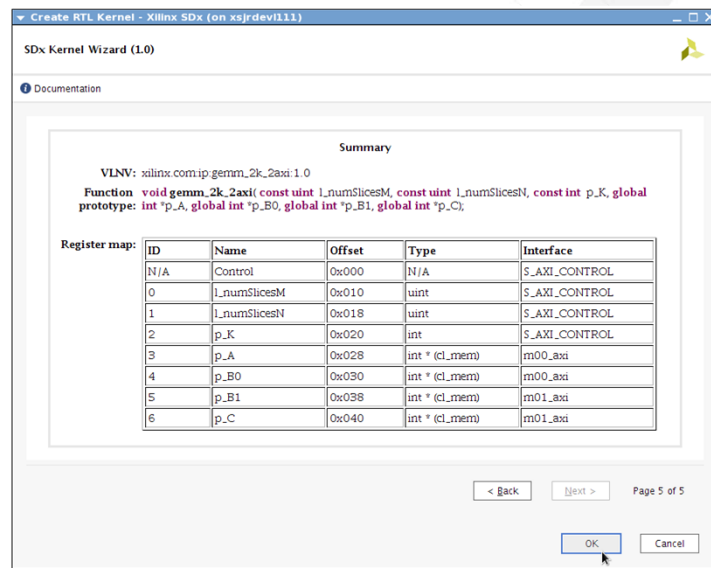 Create RTL Kernel - Xilinx SDx (on xsjrdevl111)
SDx Kernel Wizard (1.0)
Documentation
Summary
VLNV: xilinx.com:ip:gemm_2k_2axi:1.0
Function prototype: void gemm_2k_2axi( const uint l_numSlicesM, const uint l_numSlicesN, const int p_K, global
int *p_A, global int *p_B0, global int *p_B1, global int *p_C);
Register map:
ID Name Offset Type Interface
N/A Control 0x000 N/A S_AXI_CONTROL
0 l_numSlicesM 0x010 uint S_AXI_CONTROL
1 l_numSlicesN 0x018 uint S_AXI_CONTROL
2 p_K 0x020 int S_AXI_CONTROL
3 p_A 0x028 int * (cl_mem) m00_axi
4 p_B0 0x030 int * (cl_mem) m00_axi
5 p_B1 0x038 int * (cl_mem) m01_axi
6 p_C 0x040 int * (cl_mem) m01_axi
< Back Next > Page 5 of 5
OK Cancel